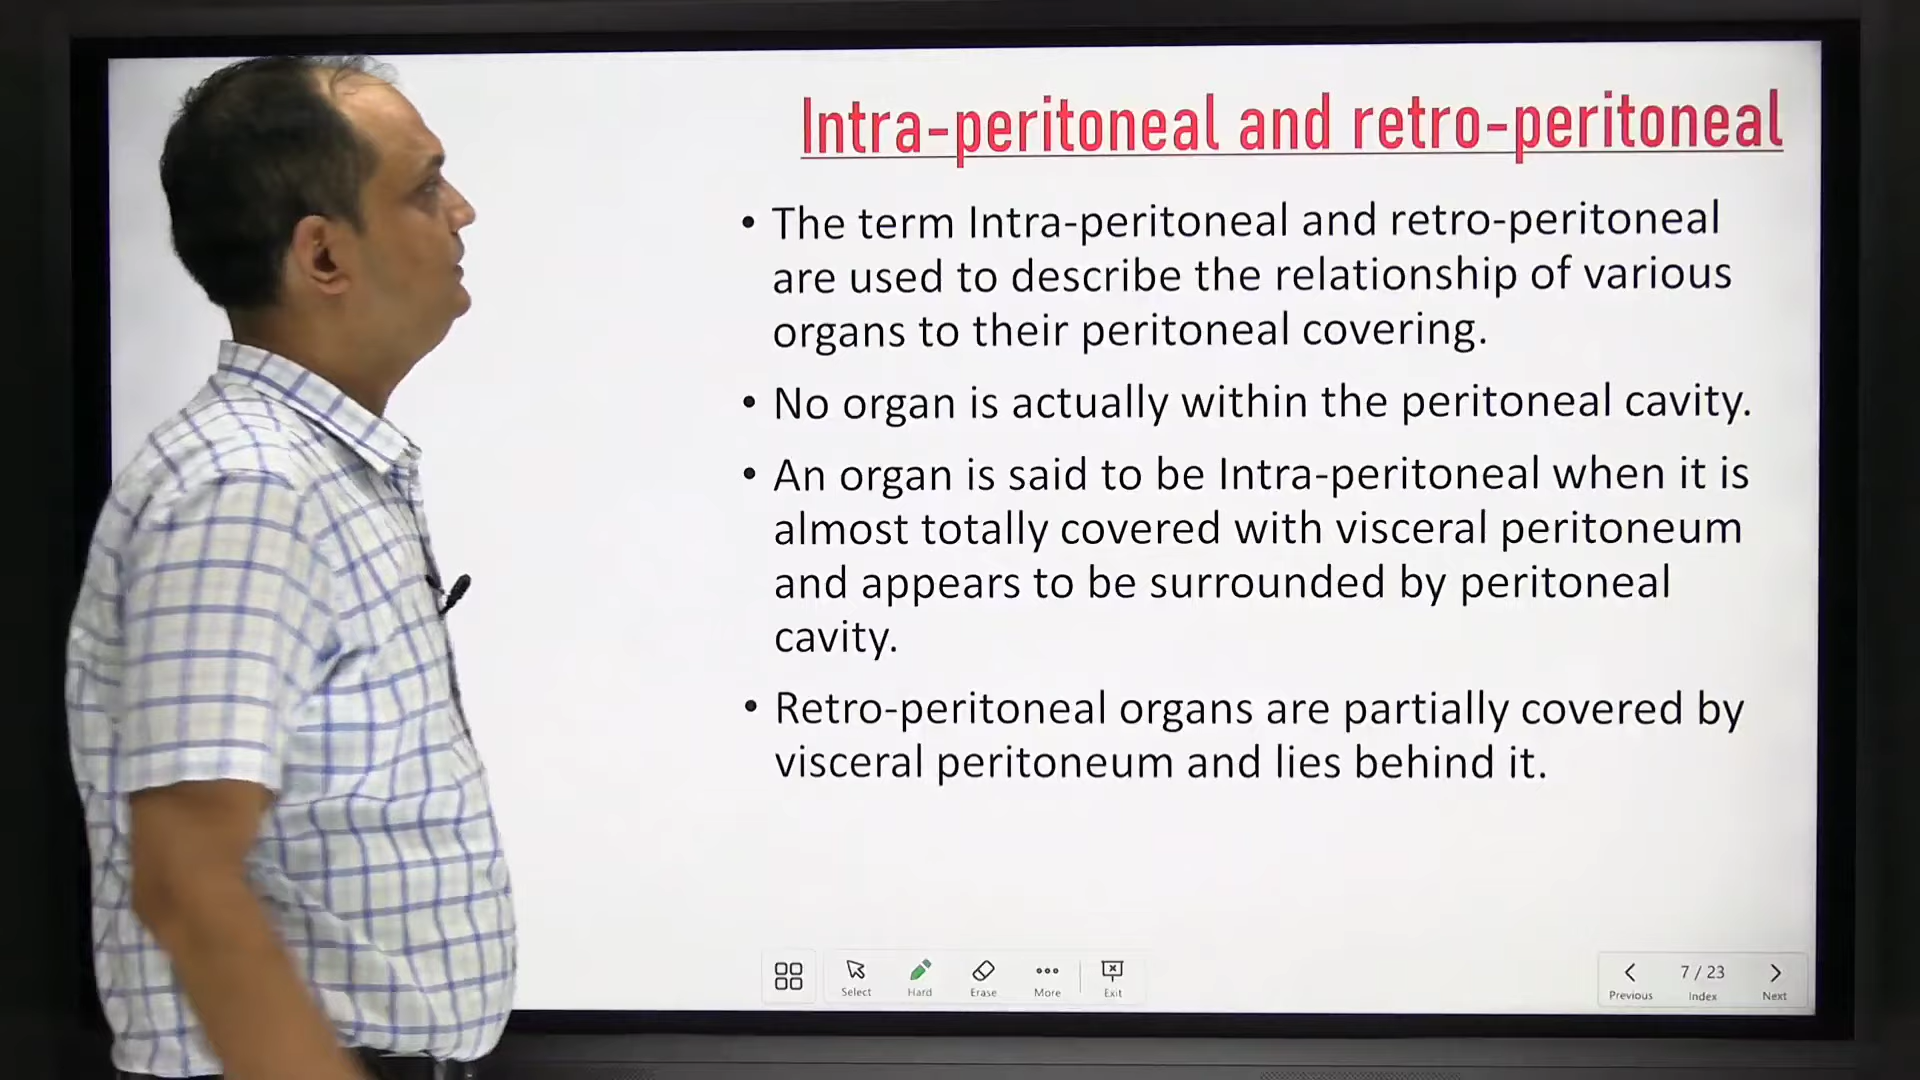 Intra-peritoneal and retro-peritoneal
• The term Intra-peritoneal and retro-peritoneal
are used to describe the relationship of various
organs to their peritoneal covering.
• No organ is actually within the peritoneal cavity.
• An organ is said to be Intra-peritoneal when it is
almost totally covered with visceral peritoneum
and appears to be surrounded by peritoneal
cavity.
• Retro-peritoneal organs are partially covered by
visceral peritoneum and lies behind it.
Select Hard Erase More Exit
7 / 23
Previous Index Next